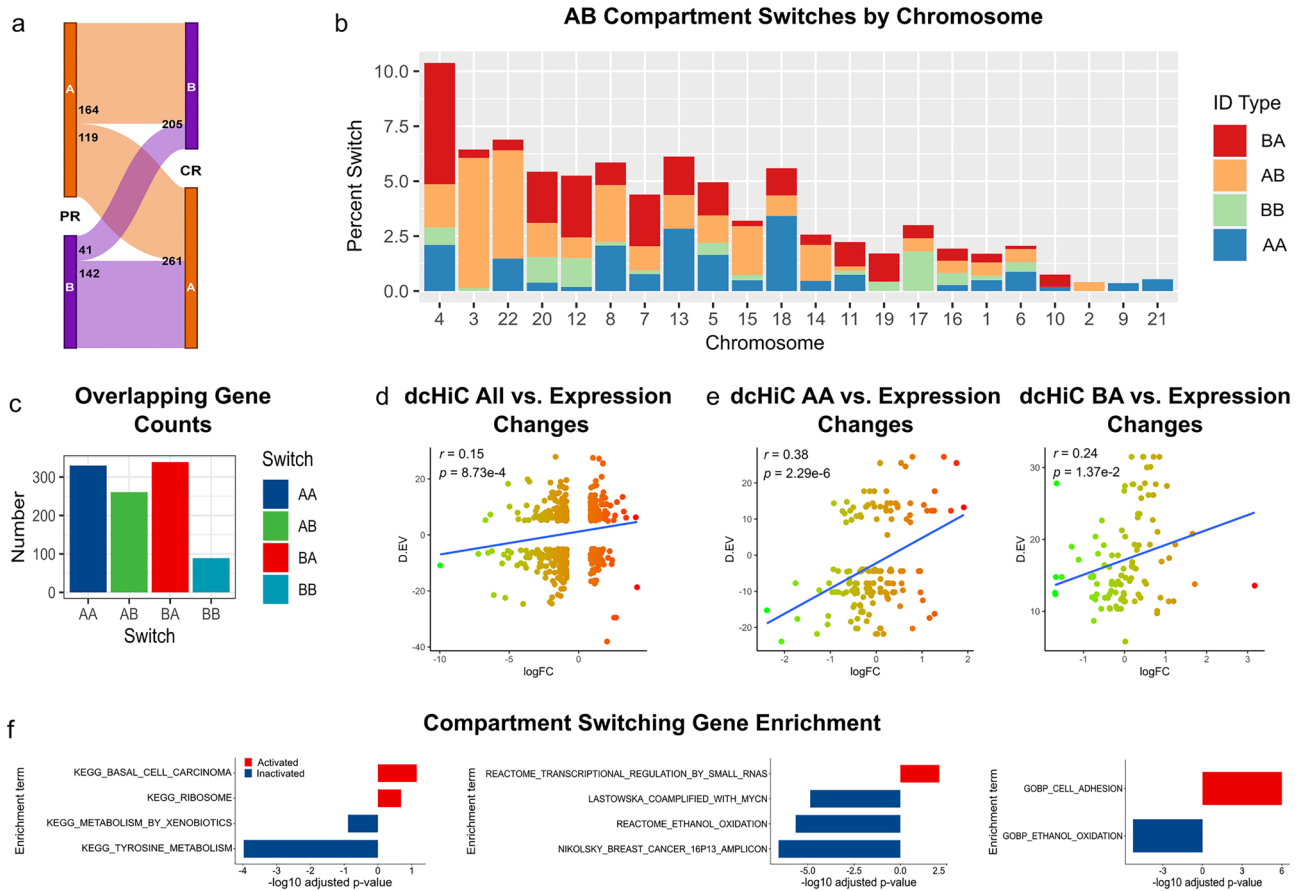 a
A
164
119
PR
41
142
B
B
205
CR
261
A
b
AB Compartment Switches by Chromosome
Percent Switch
10.0
7.5
5.0
2.5
0.0
4 3 22 20 12 8 7 13 5 15 18 14 11 19 17 16 1 6 10 2 9 21
Chromosome
ID Type
BA
AB
BB
AA
c
Overlapping Gene
Counts
Number
300
200
100
0
AA AB BA BB
Switch
Switch
AA
AB
BA
BB
d
dcHiC All vs. Expression
Changes
r = 0.15
p = 8.73e-4
D.EV
20
0
-20
-40
-10 -5 0
logFC
e
dcHiC AA vs. Expression
Changes
r = 0.38
p = 2.29e-6
D.EV
20
10
0
-10
-20
-2 -1 0 1 2
logFC
dcHiC BA vs. Expression
Changes
r = 0.24
p = 1.37e-2
D.EV
30
20
10
-1 0 1 2 3
logFC
f
Compartment Switching Gene Enrichment
Enrichment term
Activated
Inactivated
KEGG_BASAL_CELL_CARCINOMA
KEGG_RIBOSOME
KEGG_METABOLISM_BY_XENOBIOTICS
KEGG_TYROSINE_METABOLISM
-4 -3 -2 -1 0 1
-log10 adjusted p-value
Enrichment term
REACTOME_TRANSCRIPTIONAL_REGULATION_BY_SMALL_RNAS
LASTOWSKA_COAMPLIFIED_WITH_MYCN
REACTOME_ETHANOL_OXIDATION
NIKOLSKY_BREAST_CANCER_16P13_AMPLICON
-5.0 -2.5 0.0 2.5
-log10 adjusted p-value
Enrichment term
GOBP_CELL_ADHESION
GOBP_ETHANOL_OXIDATION
-3 0 3 6
-log10 adjusted p-value